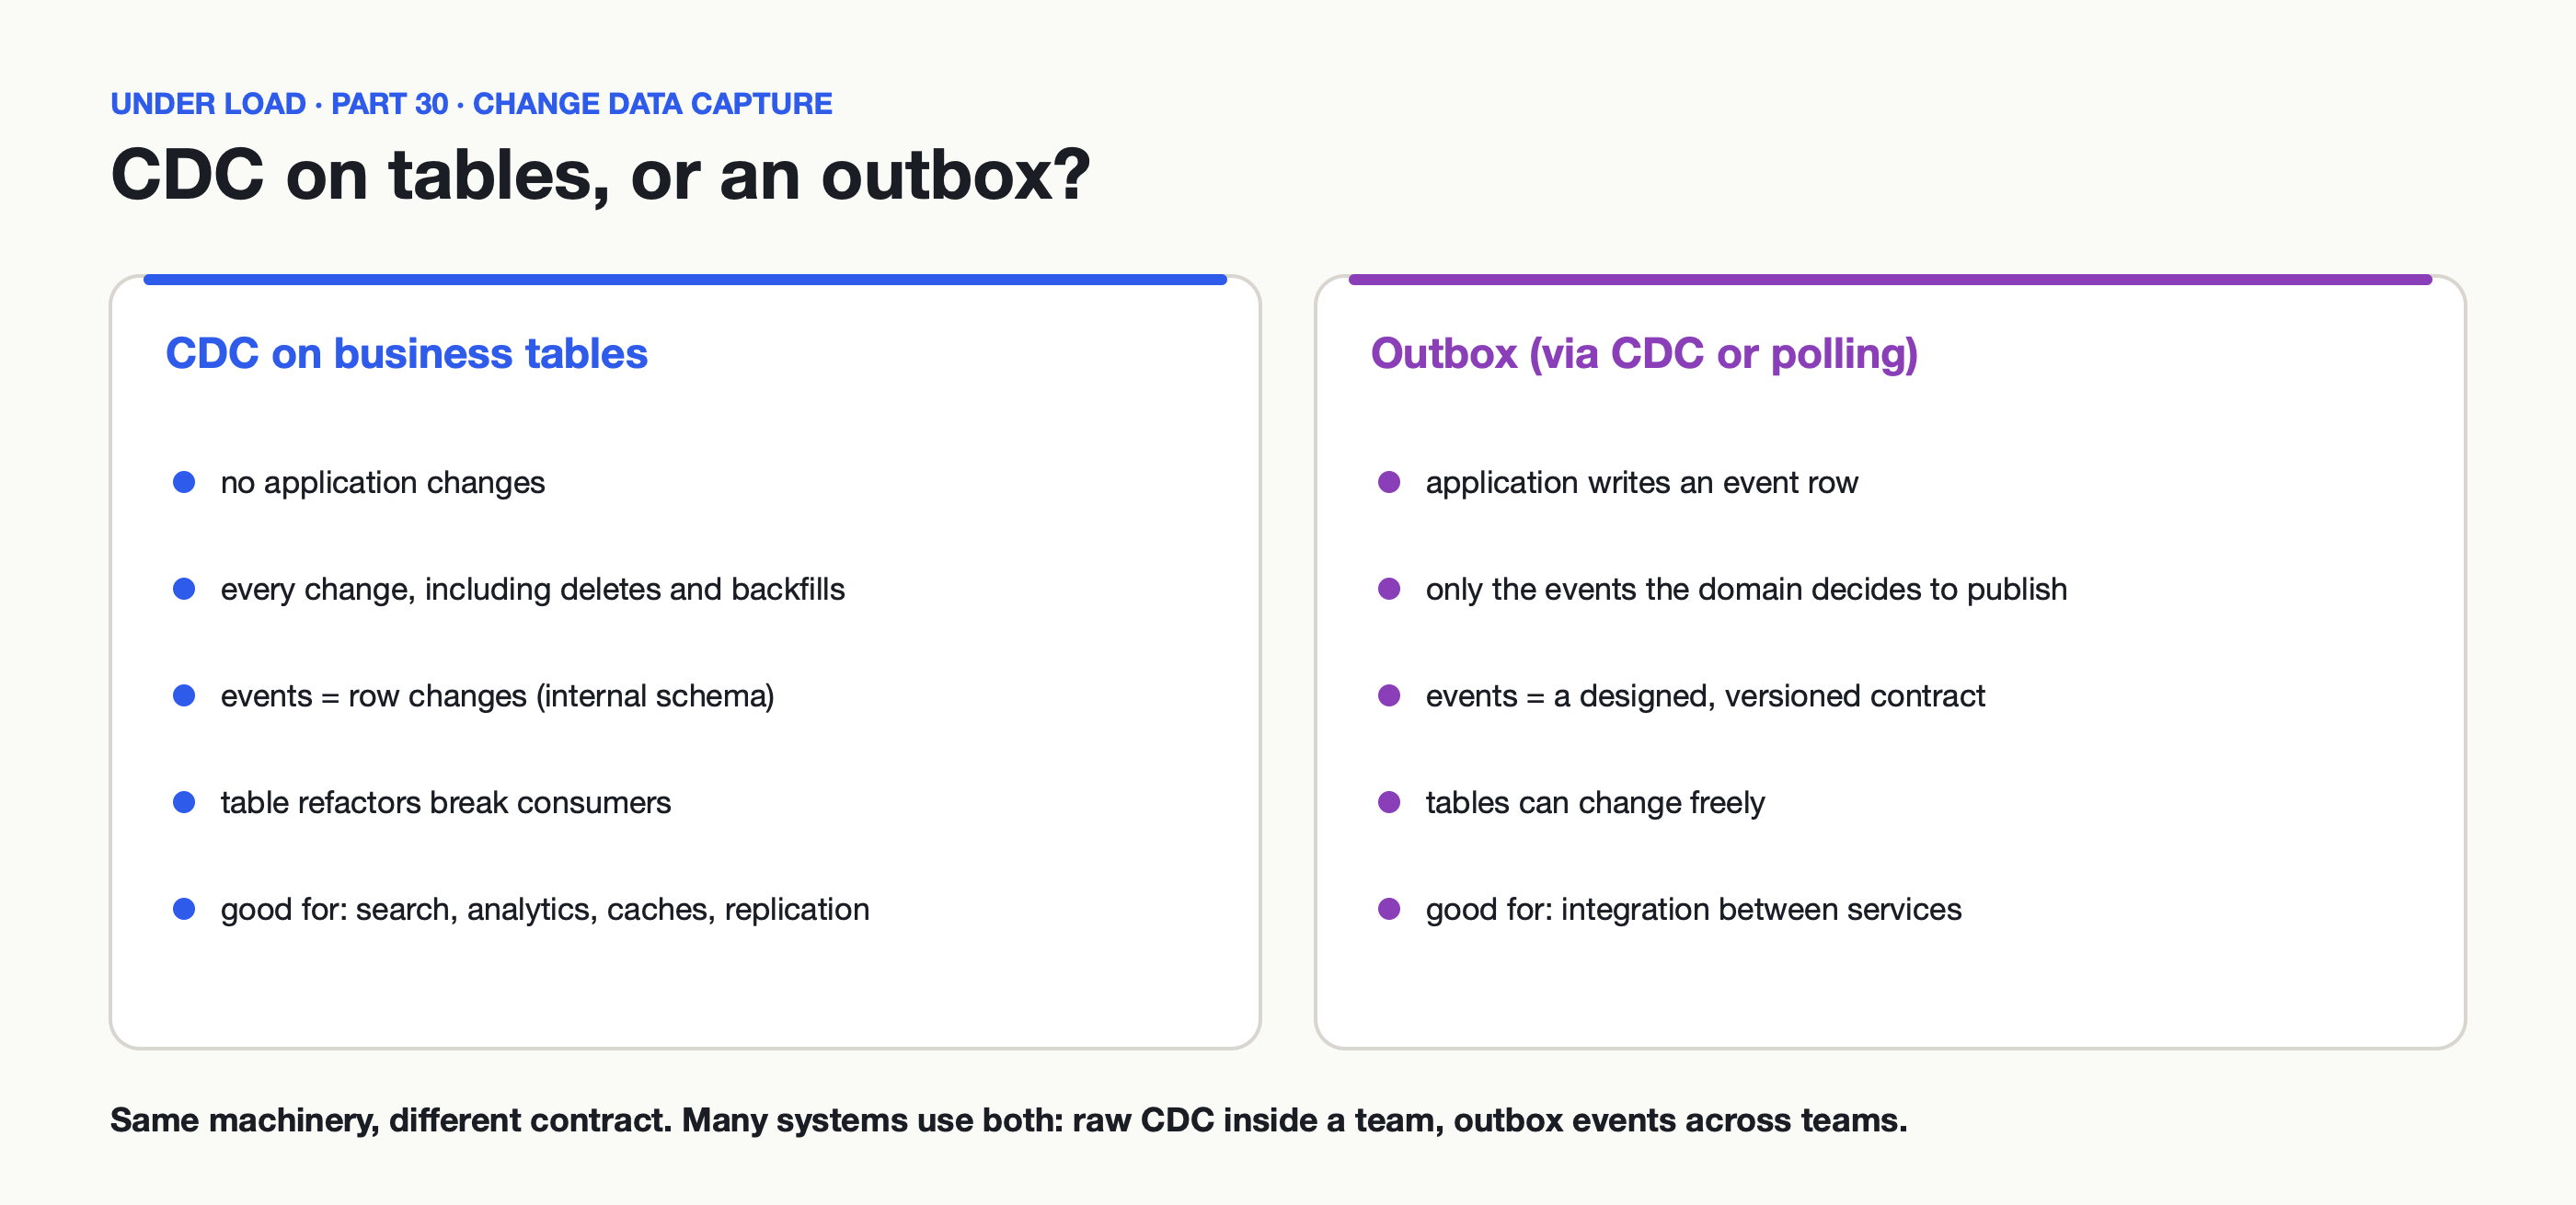 UNDER LOAD · PART 30 · CHANGE DATA CAPTURE
CDC on tables, or an outbox?
CDC on business tables
no application changes
every change, including deletes and backfills
events = row changes (internal schema)
table refactors break consumers
good for: search, analytics, caches, replication
Outbox (via CDC or polling)
application writes an event row
only the events the domain decides to publish
events = a designed, versioned contract
tables can change freely
good for: integration between services
Same machinery, different contract. Many systems use both: raw CDC inside a team, outbox events across teams.